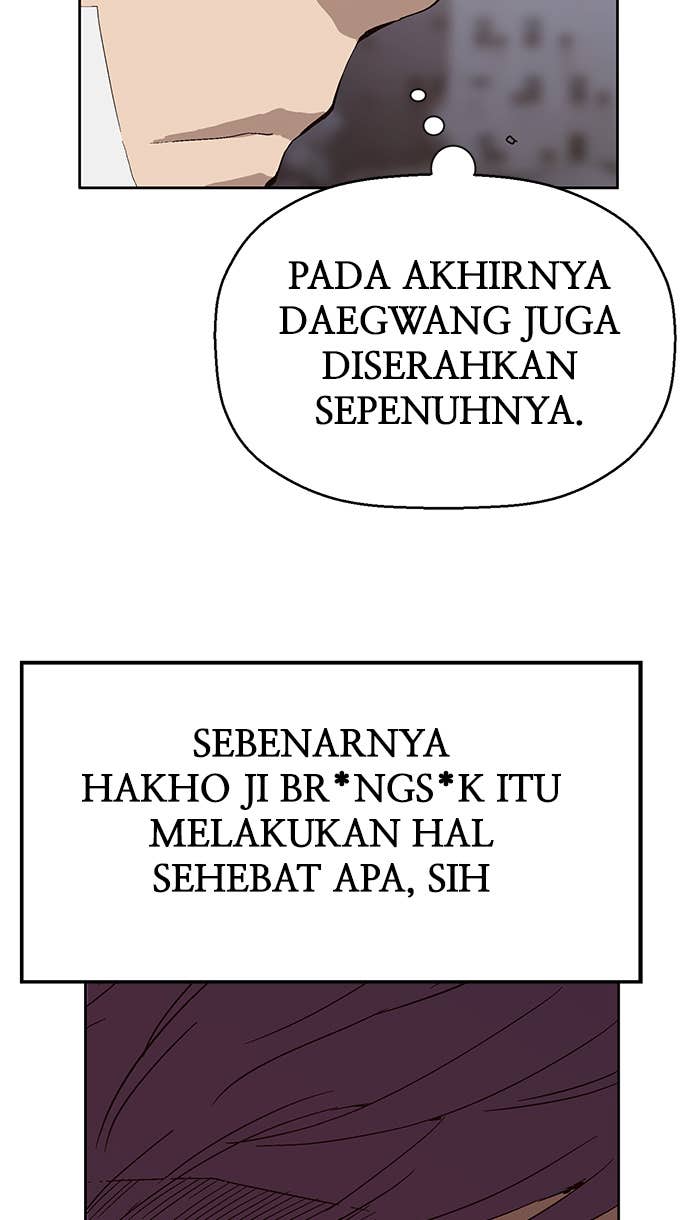 PADA AKHIRNYA
DAEGWANG JUGA
DISERAHKAN
SEPENUHNYA.
SEBENARNYA
HAKHO JI BR*NGS*K ITU
MELAKUKAN HAL
SEHEBAT APA, SIH